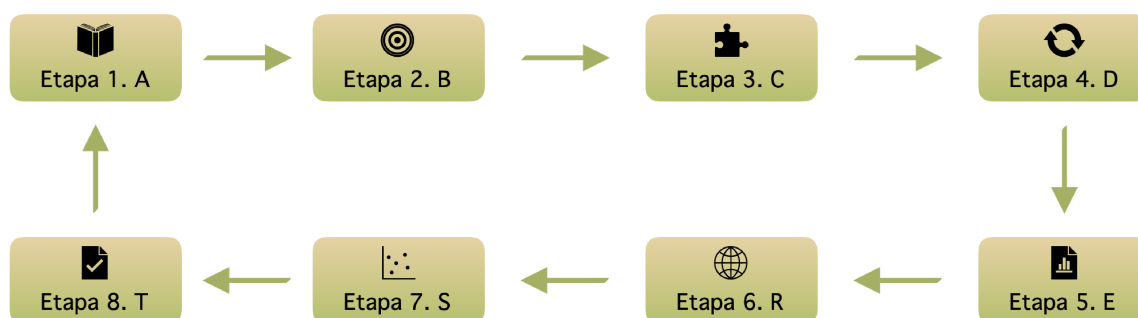 Etapa 1. A
Etapa 2. B
Etapa 3. C
Etapa 4. D
Etapa 5. E
Etapa 6. R
Etapa 7. S
Etapa 8. T